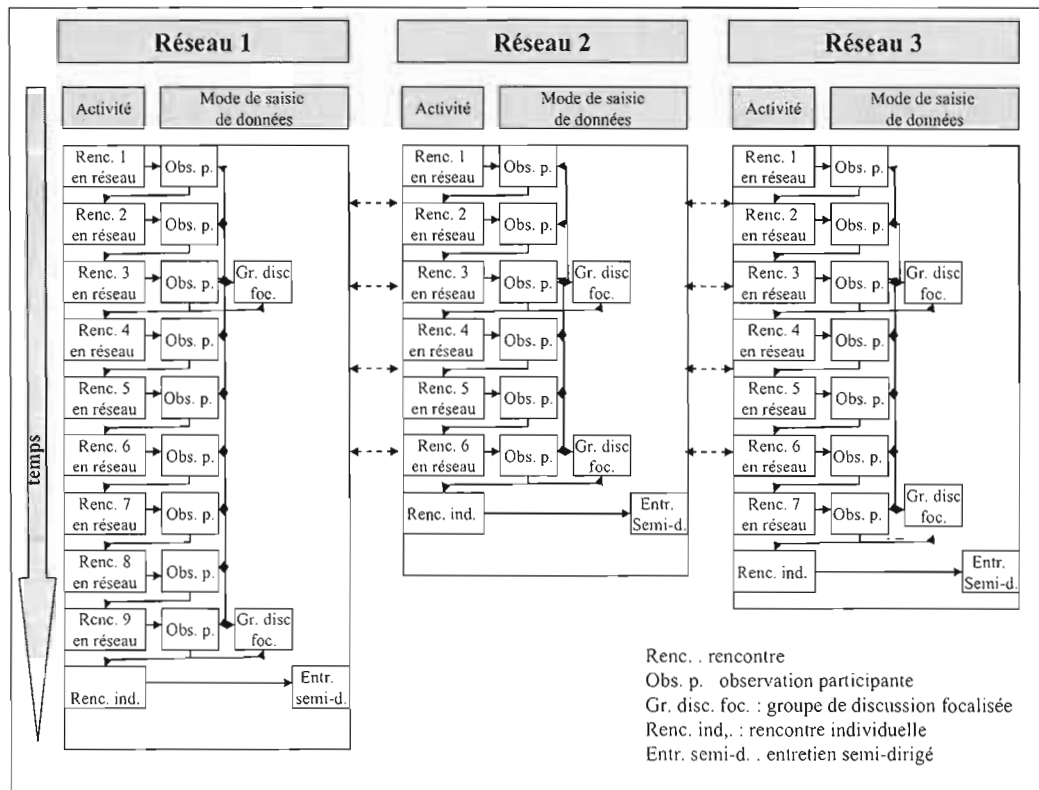 Réseau 1
Réseau 2
Réseau 3
Activité
Mode de saisie
de données
Activité
Mode de saisie
de données
Activité
Mode de saisie
de données
temps
Renc. 1
en réseau
Obs. p.
Renc. 2
en réseau
Obs. p.
Renc. 3
en réseau
Obs. p.
Gr. disc
foc.
Renc. 4
en réseau
Obs. p.
Renc. 5
en réseau
Obs. p.
Renc. 6
en réseau
Obs. p.
Renc. 7
en réseau
Obs. p.
Renc. 8
en réseau
Obs. p.
Renc. 9
en réseau
Obs. p.
Gr. disc
foc.
Renc. ind.
Entr.
semi-d.
Renc. 1
en réseau
Obs. p.
Renc. 2
en réseau
Obs. p.
Renc. 3
en réseau
Obs. p.
Gr. disc
foc.
Renc. 4
en réseau
Obs. p.
Renc. 5
en réseau
Obs. p.
Renc. 6
en réseau
Obs. p.
Gr. disc
foc.
Renc. ind.
Entr.
Semi-d.
Renc. 1
en réseau
Obs. p.
Renc. 2
en réseau
Obs. p.
Renc. 3
en réseau
Obs. p.
Gr. disc
foc.
Renc. 4
en réseau
Obs. p.
Renc. 5
en réseau
Obs. p.
Renc. 6
en réseau
Obs. p.
Renc. 7
en réseau
Obs. p.
Gr. disc
foc.
Renc. ind.
Entr.
Semi-d.
Renc. . rencontre
Obs. p. observation participante
Gr. disc. foc. : groupe de discussion focalisée
Renc. ind,. : rencontre individuelle
Entr. semi-d. . entretien semi-dirigé